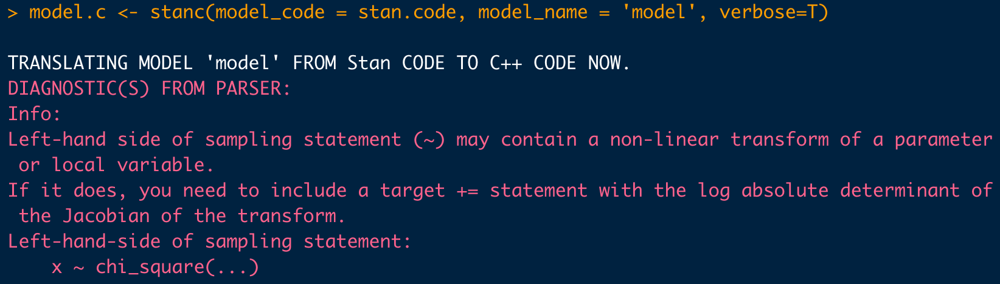 > model.c <- stanc(model_code = stan.code, model_name = 'model', verbose=T)
TRANSLATING MODEL 'model' FROM Stan CODE TO C++ CODE NOW.
DIAGNOSTIC(S) FROM PARSER:
Info:
Left-hand side of sampling statement (~) may contain a non-linear transform of a parameter
or local variable.
If it does, you need to include a target += statement with the log absolute determinant of
the Jacobian of the transform.
Left-hand-side of sampling statement:
x ~ chi_square(...)